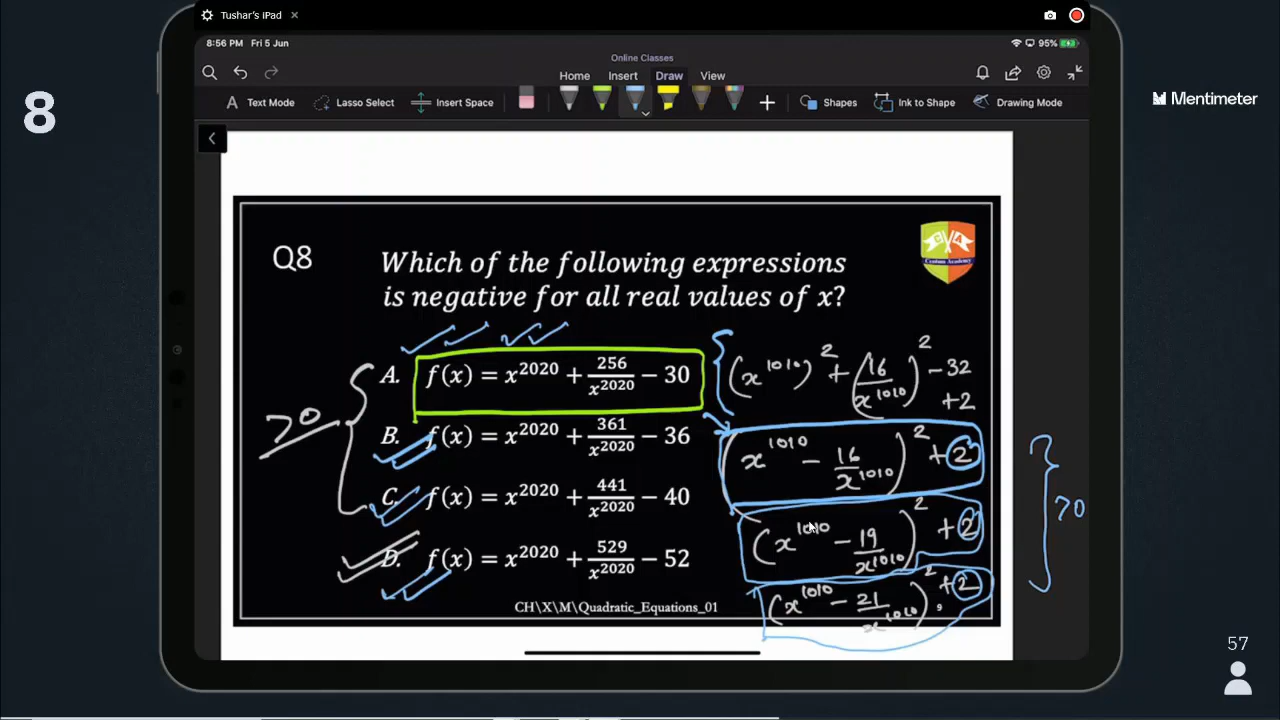 Tushar's iPad ×
8:56 PM Fri 5 Jun
95%
Online Classes
Home Insert Draw View
Text Mode Lasso Select Insert Space Shapes Ink to Shape Drawing Mode
8
Mentimeter
Q8 Which of the following expressions
is negative for all real values of x?
Centum Academy
A. f(x) = x^2020 + 256/x^2020 − 30
B. f(x) = x^2020 + 361/x^2020 − 36
C. f(x) = x^2020 + 441/x^2020 − 40
D. f(x) = x^2020 + 529/x^2020 − 52
>0
(x^1010)^2 + (16/x^1010)^2 − 32
+2
(x^1010 − 16/x^1010)^2 + 2
(x^1010 − 19/x^1010)^2 + 2
(x^1010 − 21/x^1010)^2 + 2
>0
CH\X\M\Quadratic_Equations_01
57